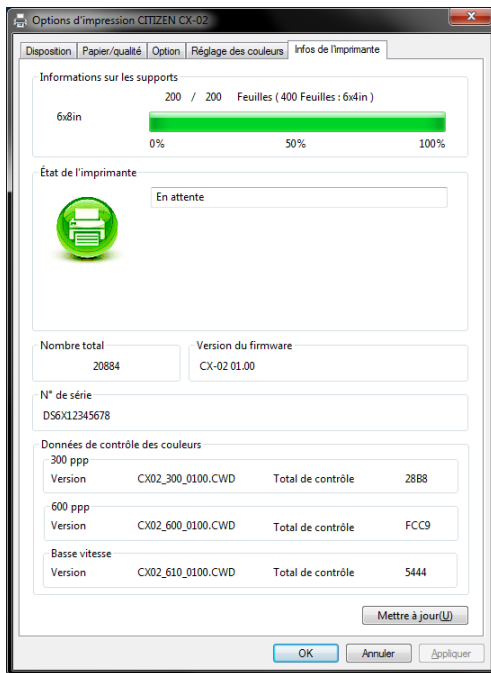 Options d'impression CITIZEN CX-02
Disposition Papier/qualité Option Réglage des couleurs Infos de l'imprimante
Informations sur les supports
200 / 200 Feuilles ( 400 Feuilles : 6x4in )
6x8in
0% 50% 100%
État de l'imprimante
En attente
Nombre total Version du firmware
20884 CX-02 01.00
N° de série
DS6X12345678
Données de contrôle des couleurs
300 ppp
Version CX02_300_0100.CWD Total de contrôle 28B8
600 ppp
Version CX02_600_0100.CWD Total de contrôle FCC9
Basse vitesse
Version CX02_610_0100.CWD Total de contrôle 5444
Mettre à jour(U)
OK Annuler Appliquer